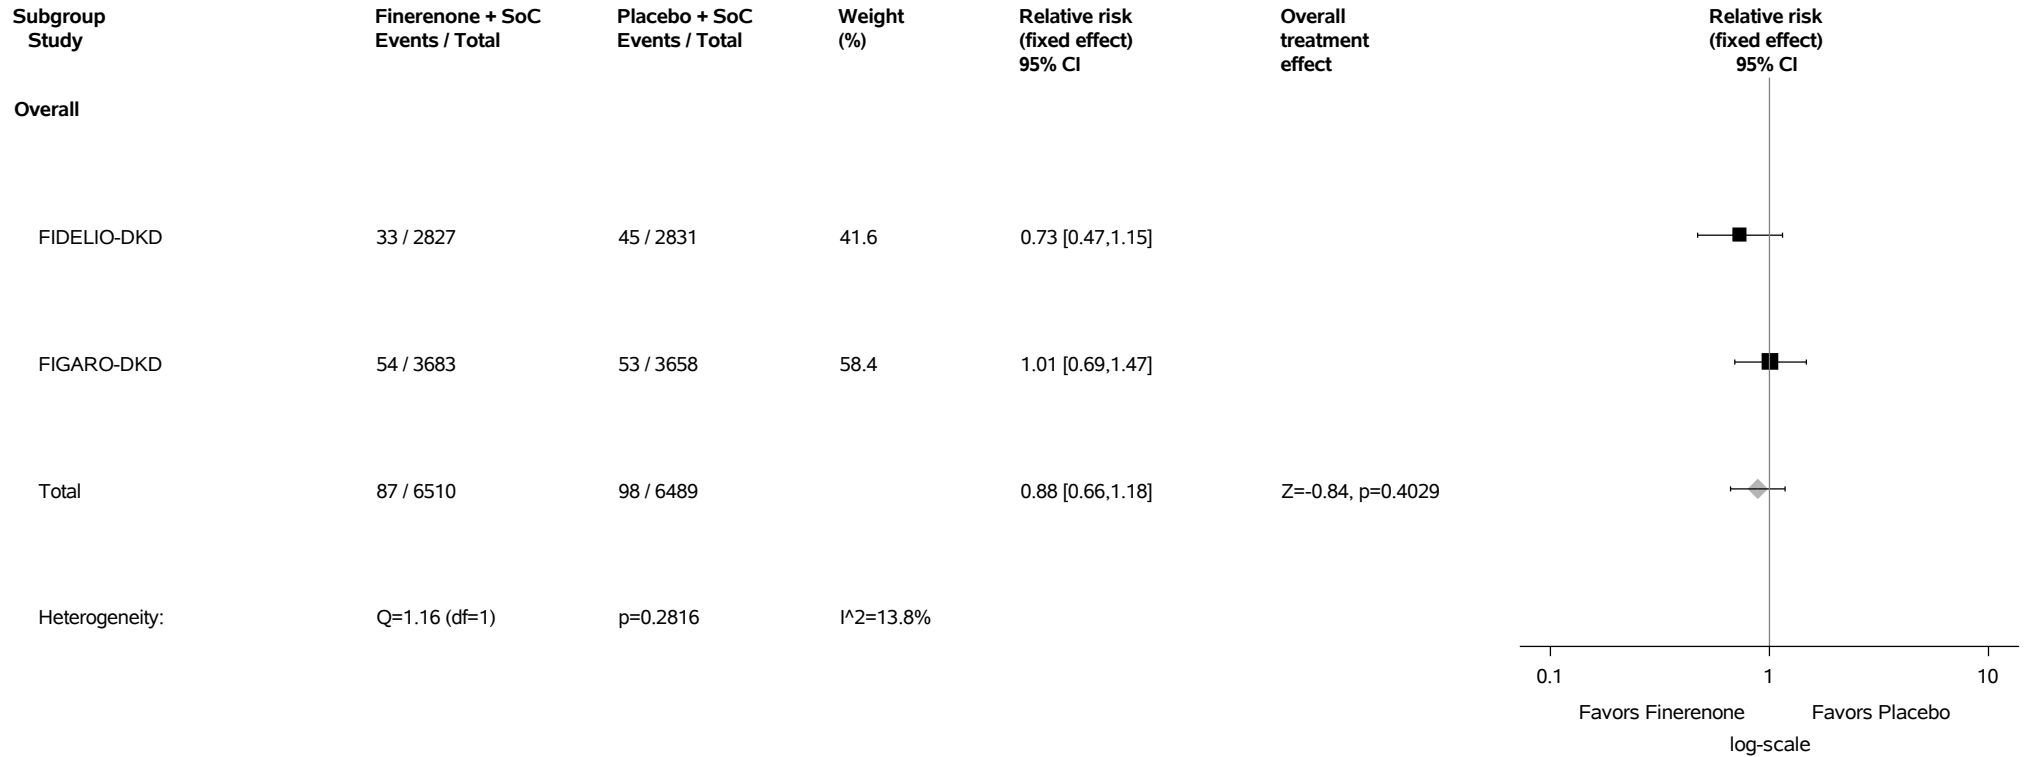 Subgroup Finerenone + SoC Placebo + SoC Weight Relative risk Overall Relative risk
Study Events / Total Events / Total (%) (fixed effect) treatment (fixed effect)
95% CI effect 95% CI
Overall
FIDELIO-DKD 33 / 2827 45 / 2831 41.6 0.73 [0.47,1.15]
FIGARO-DKD 54 / 3683 53 / 3658 58.4 1.01 [0.69,1.47]
Total 87 / 6510 98 / 6489 0.88 [0.66,1.18] Z=-0.84, p=0.4029
Heterogeneity: Q=1.16 (df=1) p=0.2816 I^2=13.8%
0.1 1 10
Favors Finerenone Favors Placebo
log-scale